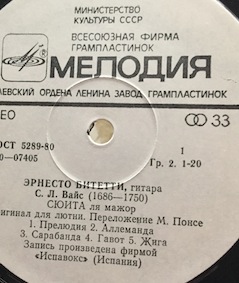 МИНИСТЕРСТВО
КУЛЬТУРЫ СССР
ВСЕСОЮЗНАЯ ФИРМА
ГРАМПЛАСТИНОК
МЕЛОДИЯ
ЛЕВСКИЙ ОРДЕНА ЛЕНИНА ЗАВОД ГРАМПЛАСТИНОК
ЕО 33
ОСТ 5289-80 1
0—07405 Гр. 2. 1-20
ЭРНЕСТО БИТЕТТИ, гитара
С. Л. Вайс (1686—1750)
СЮИТА ля мажор
игинал для лютни. Переложение М. Понсе
1. Прелюдия 2. Аллеманда
3. Сарабанда 4. Гавот 5. Жига
Запись произведена фирмой
«Испавокс» (Испания)